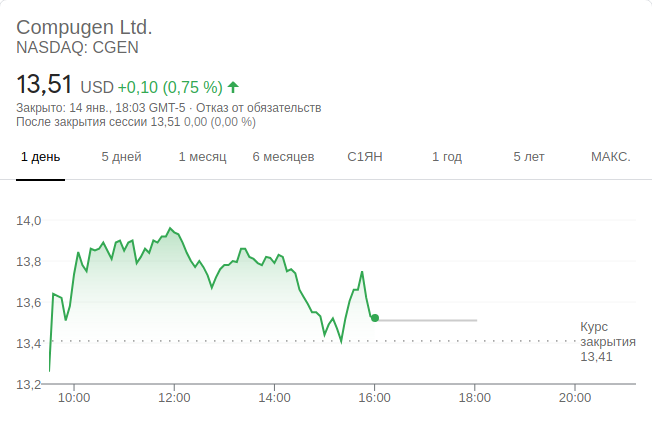 Compugen Ltd.
NASDAQ: CGEN
13,51 USD +0,10 (0,75 %)
Закрыто: 14 янв., 18:03 GMT-5 · Отказ от обязательств
После закрытия сессии 13,51 0,00 (0,00 %)
1 день 5 дней 1 месяц 6 месяцев С1ЯН 1 год 5 лет МАКС.
14,0
13,8
13,6
13,4
13,2
Курс
закрытия
13,41
10:00 12:00 14:00 16:00 18:00 20:00